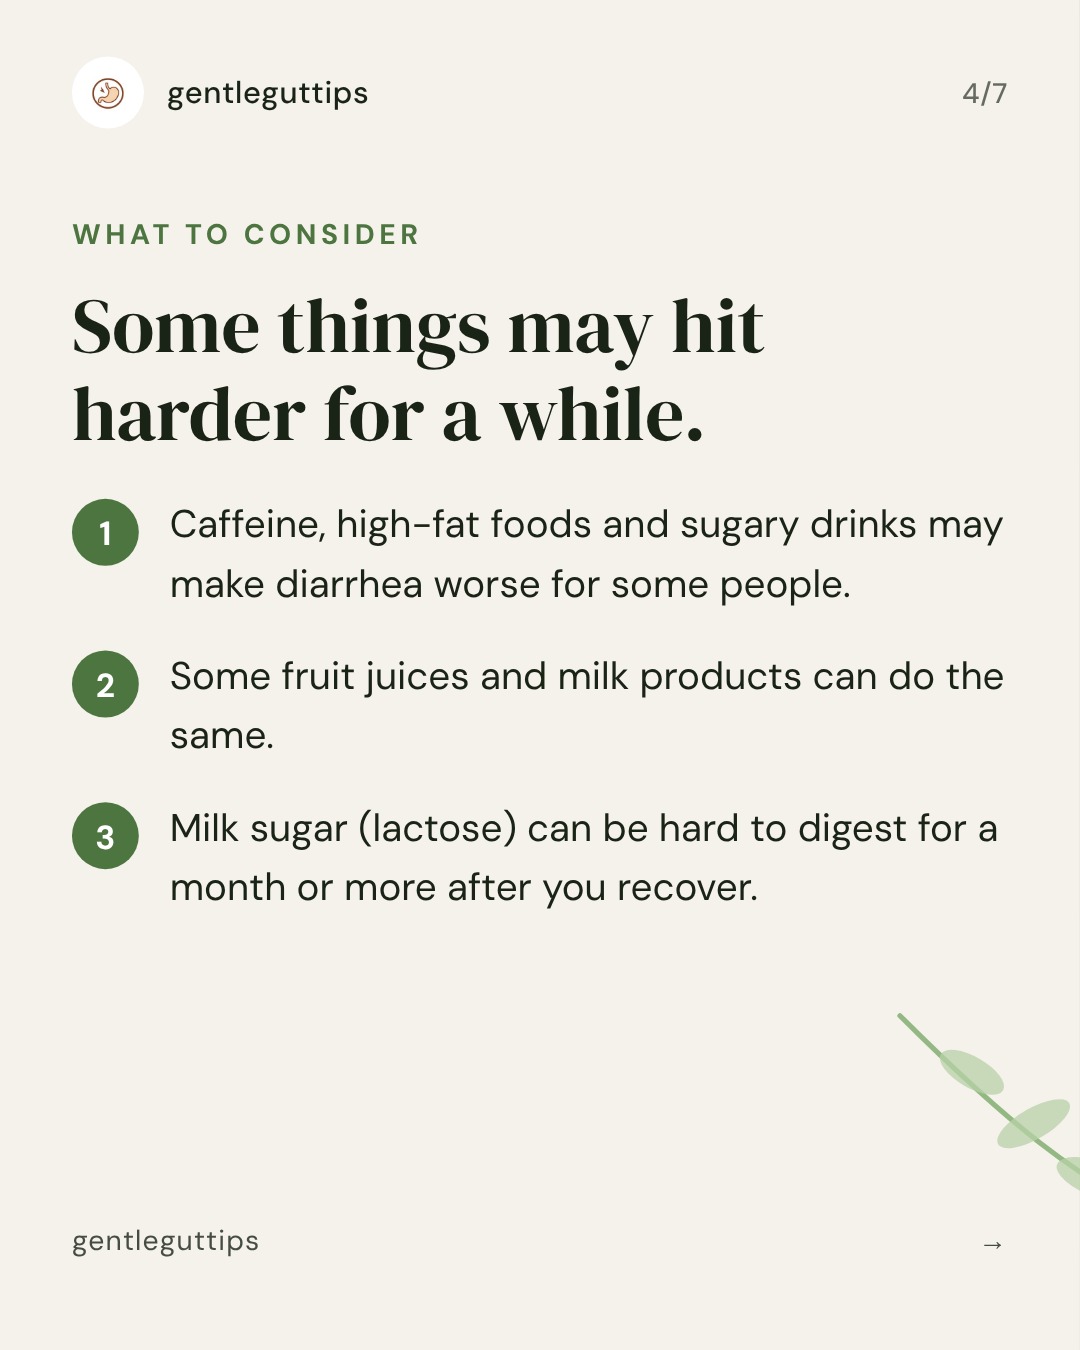 gentleguttips
4/7
WHAT TO CONSIDER
Some things may hit
harder for a while.
1 Caffeine, high-fat foods and sugary drinks may
make diarrhea worse for some people.
2 Some fruit juices and milk products can do the
same.
3 Milk sugar (lactose) can be hard to digest for a
month or more after you recover.
gentleguttips
→